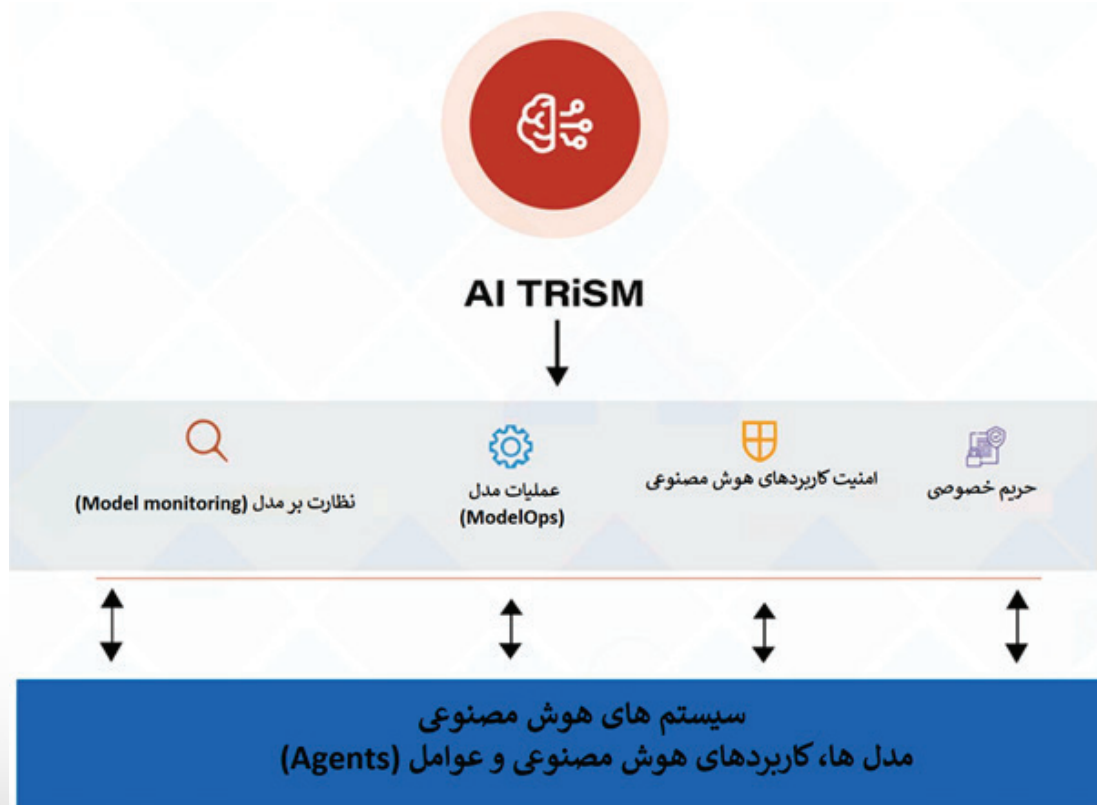 AI TRiSM
حریم خصوصی
امنیت کاربردهای هوش مصنوعی
عملیات مدل
(ModelOps)
نظارت بر مدل (Model monitoring)
سیستم های هوش مصنوعی
مدل ها، کاربردهای هوش مصنوعی و عوامل (Agents)